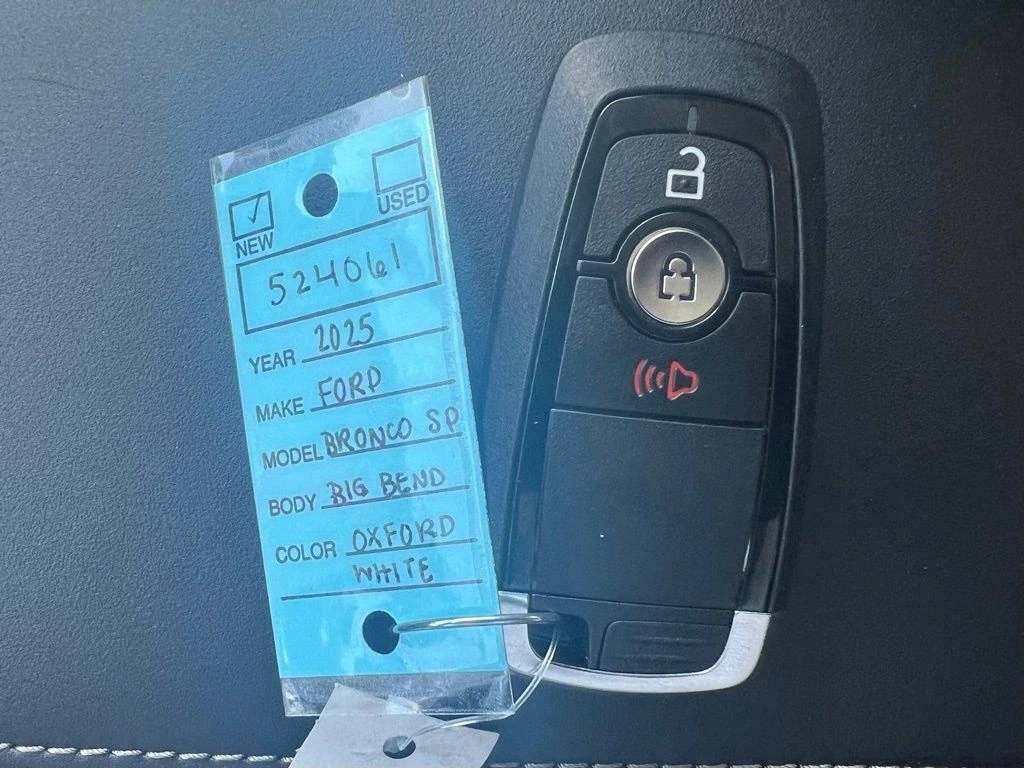 NEW USED
524061
YEAR 2025
MAKE FORD
MODEL BRONCO SP
BODY BIG BEND
COLOR OXFORD
WHITE